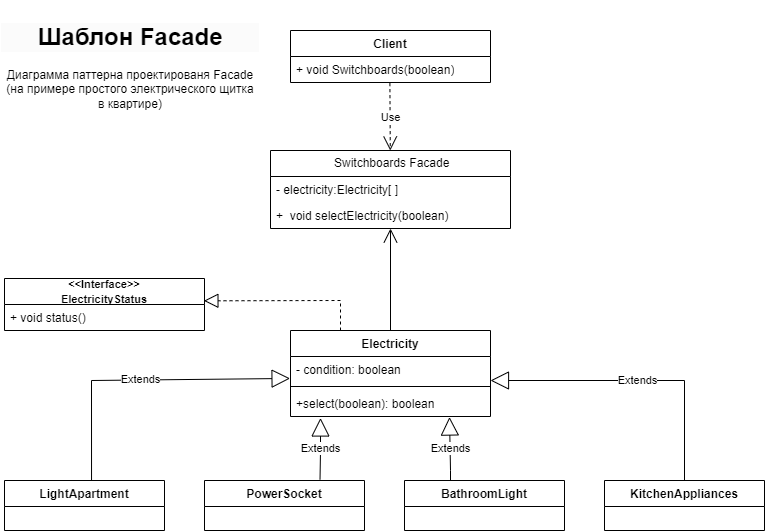 Шаблон Facade
Диаграмма паттерна проектированя Facade
(на примере простого электрического щитка
в квартире)
Client
+ void Switchboards(boolean)
Use
Switchboards Facade
- electricity:Electricity[ ]
+  void selectElectricity(boolean)
<<Interface>>
ElectricityStatus
+ void status()
Electricity
- condition: boolean
+select(boolean): boolean
Extends
Extends
Extends
Extends
LightApartment
PowerSocket
BathroomLight
KitchenAppliances